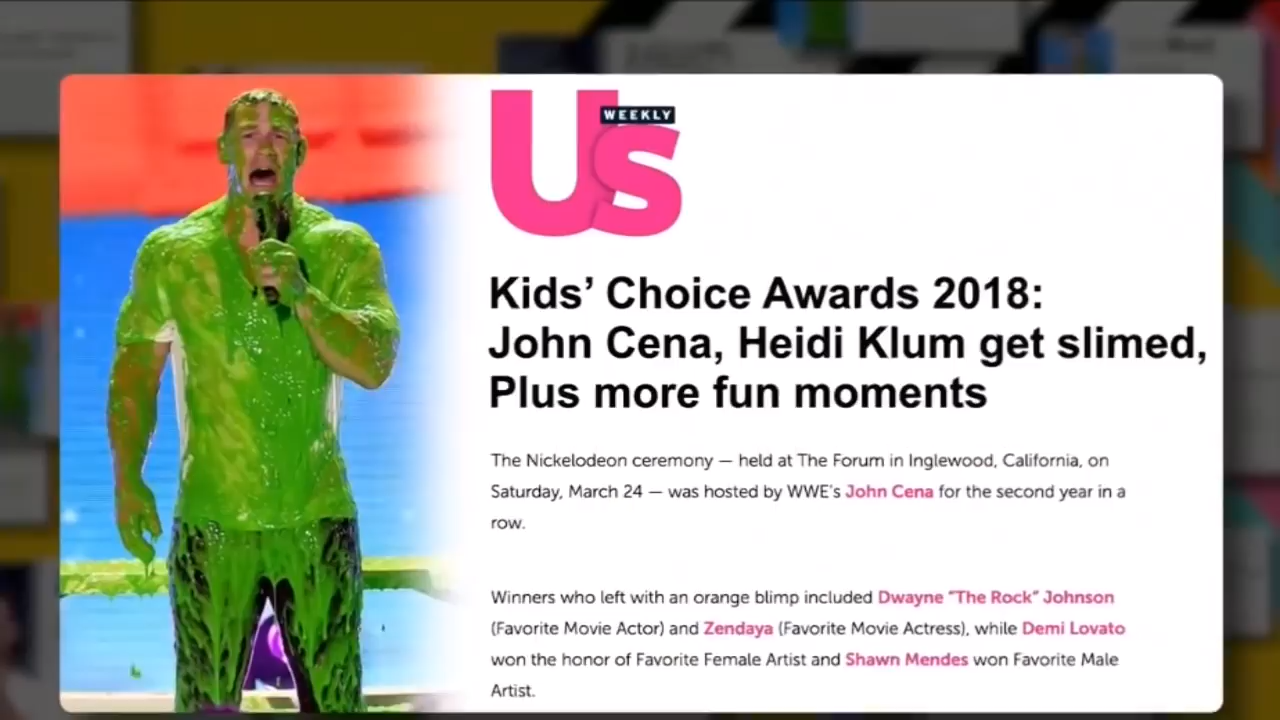 Us
WEEKLY
Kids’ Choice Awards 2018:
John Cena, Heidi Klum get slimed,
Plus more fun moments
The Nickelodeon ceremony — held at The Forum in Inglewood, California, on
Saturday, March 24 — was hosted by WWE's John Cena for the second year in a
row.
Winners who left with an orange blimp included Dwayne “The Rock” Johnson
(Favorite Movie Actor) and Zendaya (Favorite Movie Actress), while Demi Lovato
won the honor of Favorite Female Artist and Shawn Mendes won Favorite Male
Artist.